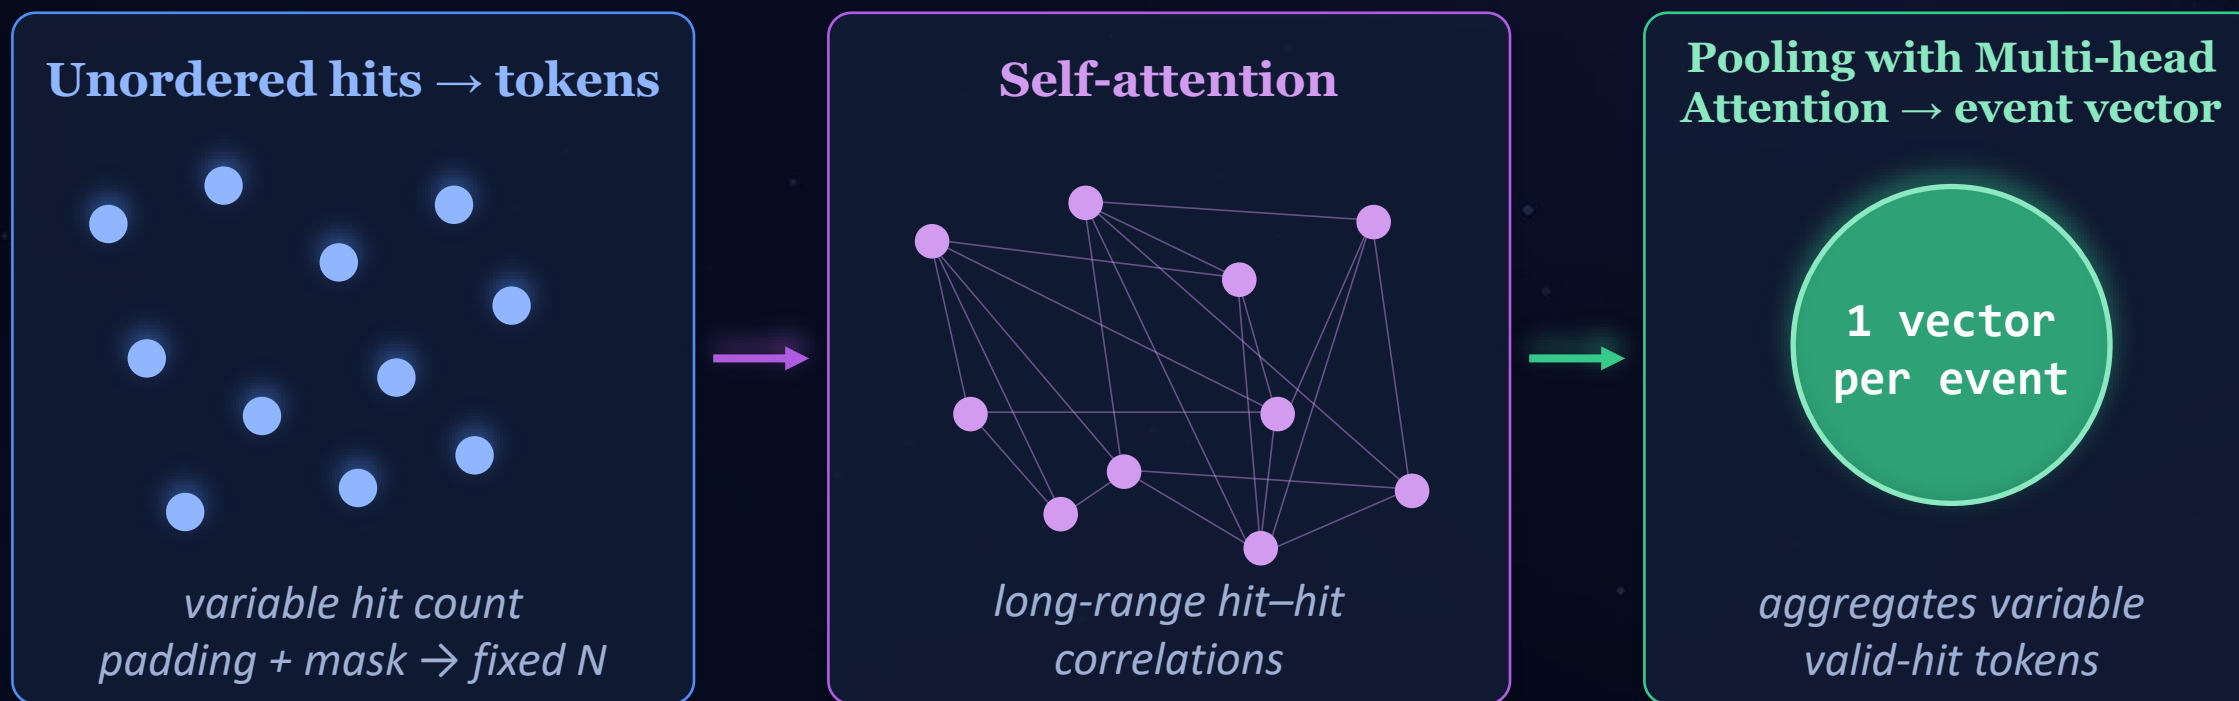 Unordered hits → tokens
variable hit count
padding + mask → fixed N
Self-attention
long-range hit–hit
correlations
Pooling with Multi-head
Attention → event vector
1 vector
per event
aggregates variable
valid-hit tokens